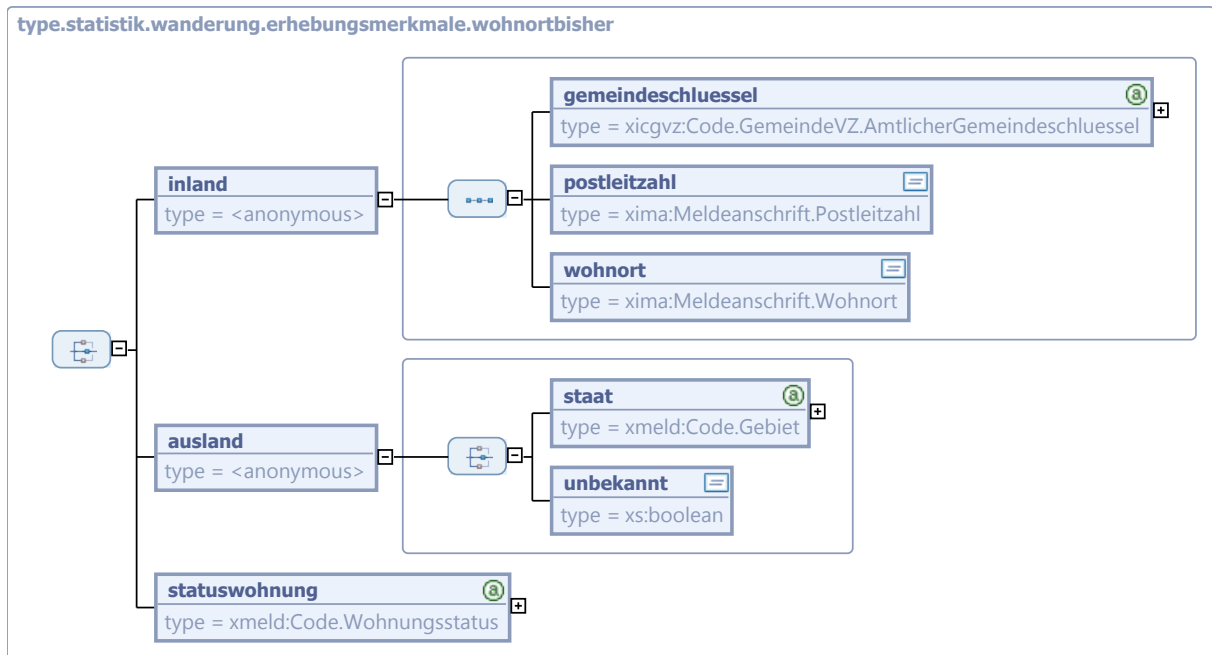 type.statistik.wanderung.erhebungsmerkmale.wohnortbisher
gemeindeschluessel
type = xicgvz:Code.GemeindeVZ.AmtlicherGemeindeschluessel
inland
type = <anonymous>
postleitzahl
type = xima:Meldeanschrift.Postleitzahl
wohnort
type = xima:Meldeanschrift.Wohnort
ausland
type = <anonymous>
staat
type = xmeld:Code.Gebiet
unbekannt
type = xs:boolean
statuswohnung
type = xmeld:Code.Wohnungsstatus